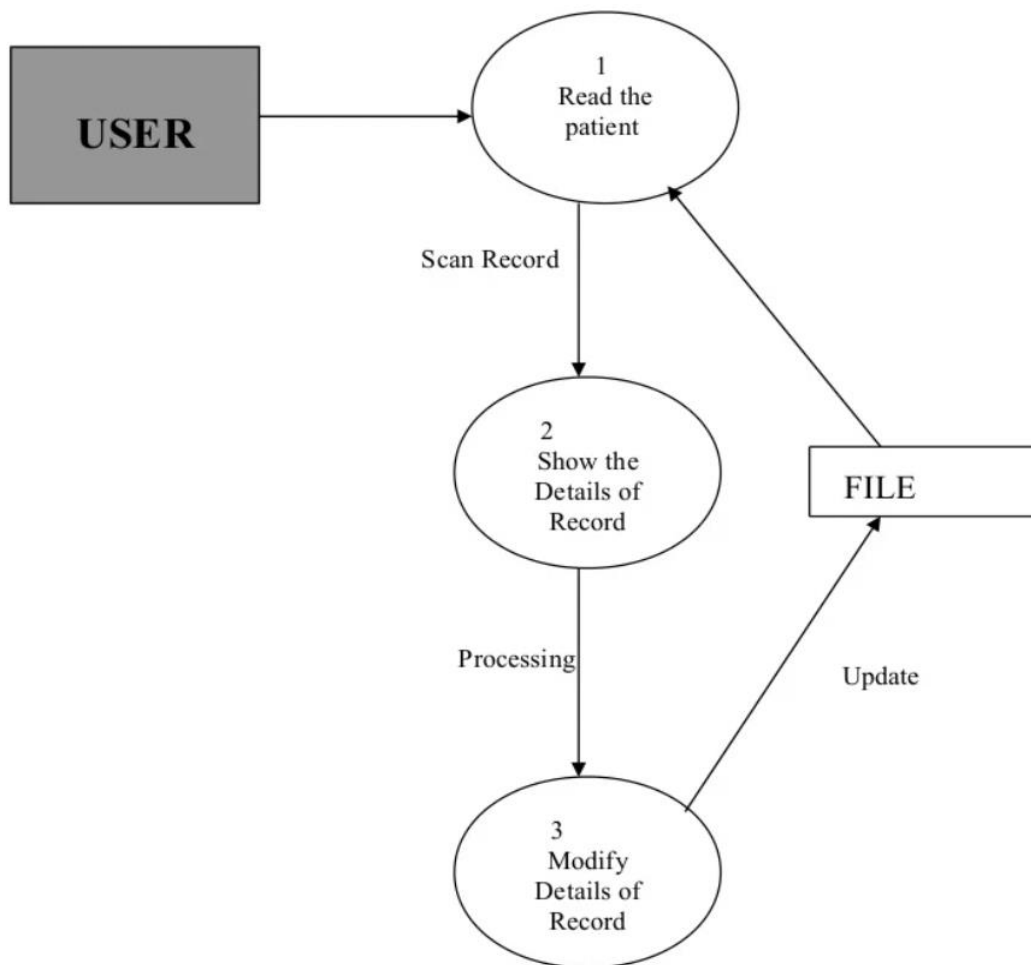 1
Read the
patient
USER
Scan Record
2
Show the
Details of
Record
FILE
Processing
Update
3
Modify
Details of
Record